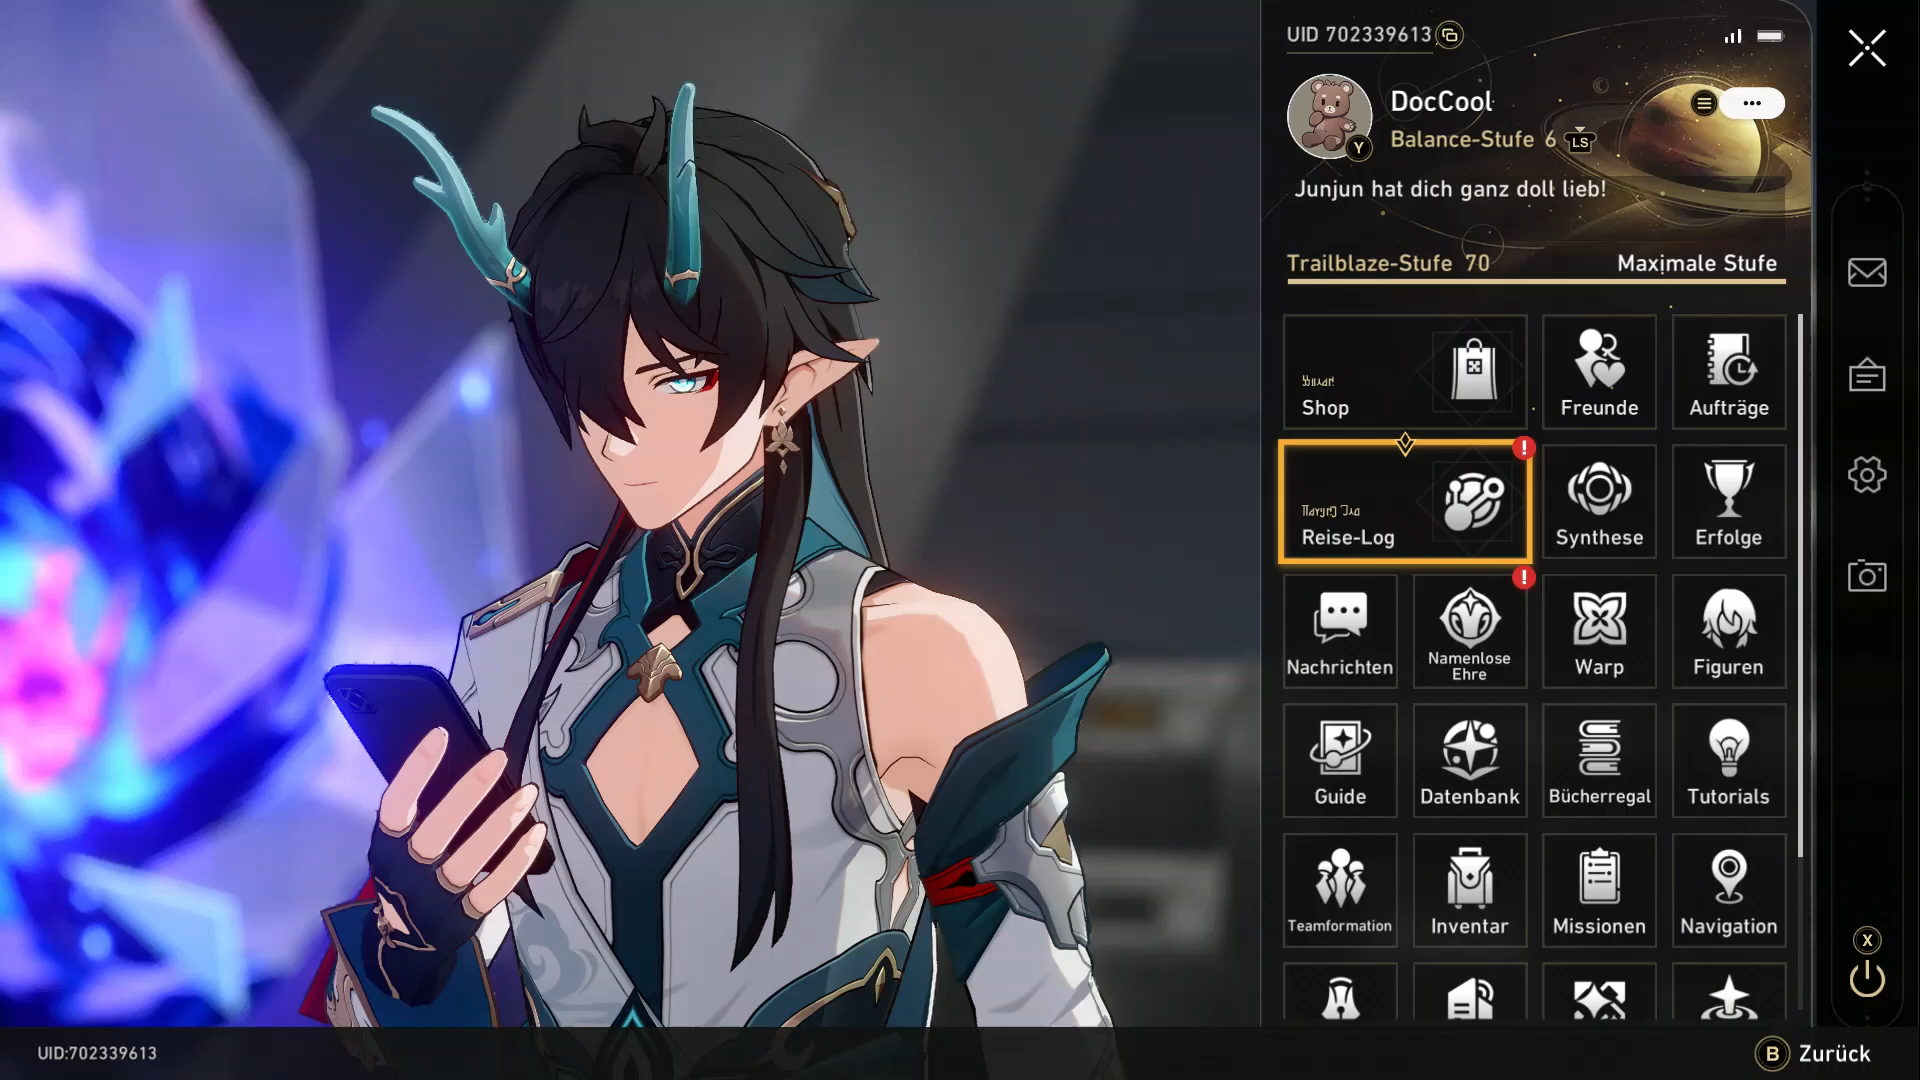 UID 702339613
DocCool
Y
Balance-Stufe 6
LS
Junjun hat dich ganz doll lieb!
Trailblaze-Stufe 70
Maximale Stufe
Shop
Freunde
Aufträge
Reise-Log
Synthese
Erfolge
Nachrichten
Namenlose
Ehre
Warp
Figuren
Guide
Datenbank
Bücherregal
Tutorials
Teamformation
Inventar
Missionen
Navigation
X
UID:702339613
B Zurück